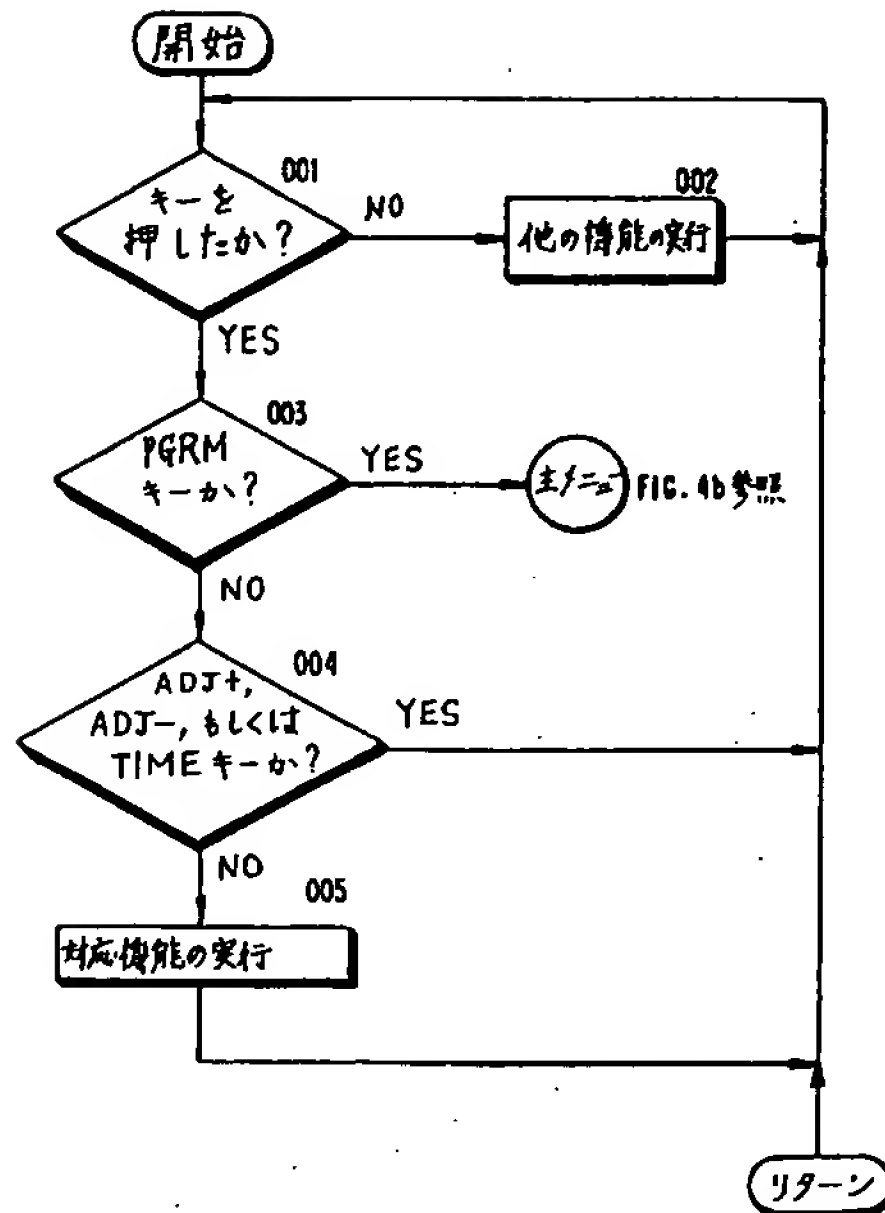 開始
001
キーを
押したか?
NO
002
他の機能の実行
YES
003
PGRM
キーか?
YES
主メニュー
FIG. 4b 参照
NO
004
ADJ+,
ADJ-, もしくは
TIME キーか?
YES
NO
005
対応機能の実行
リターン